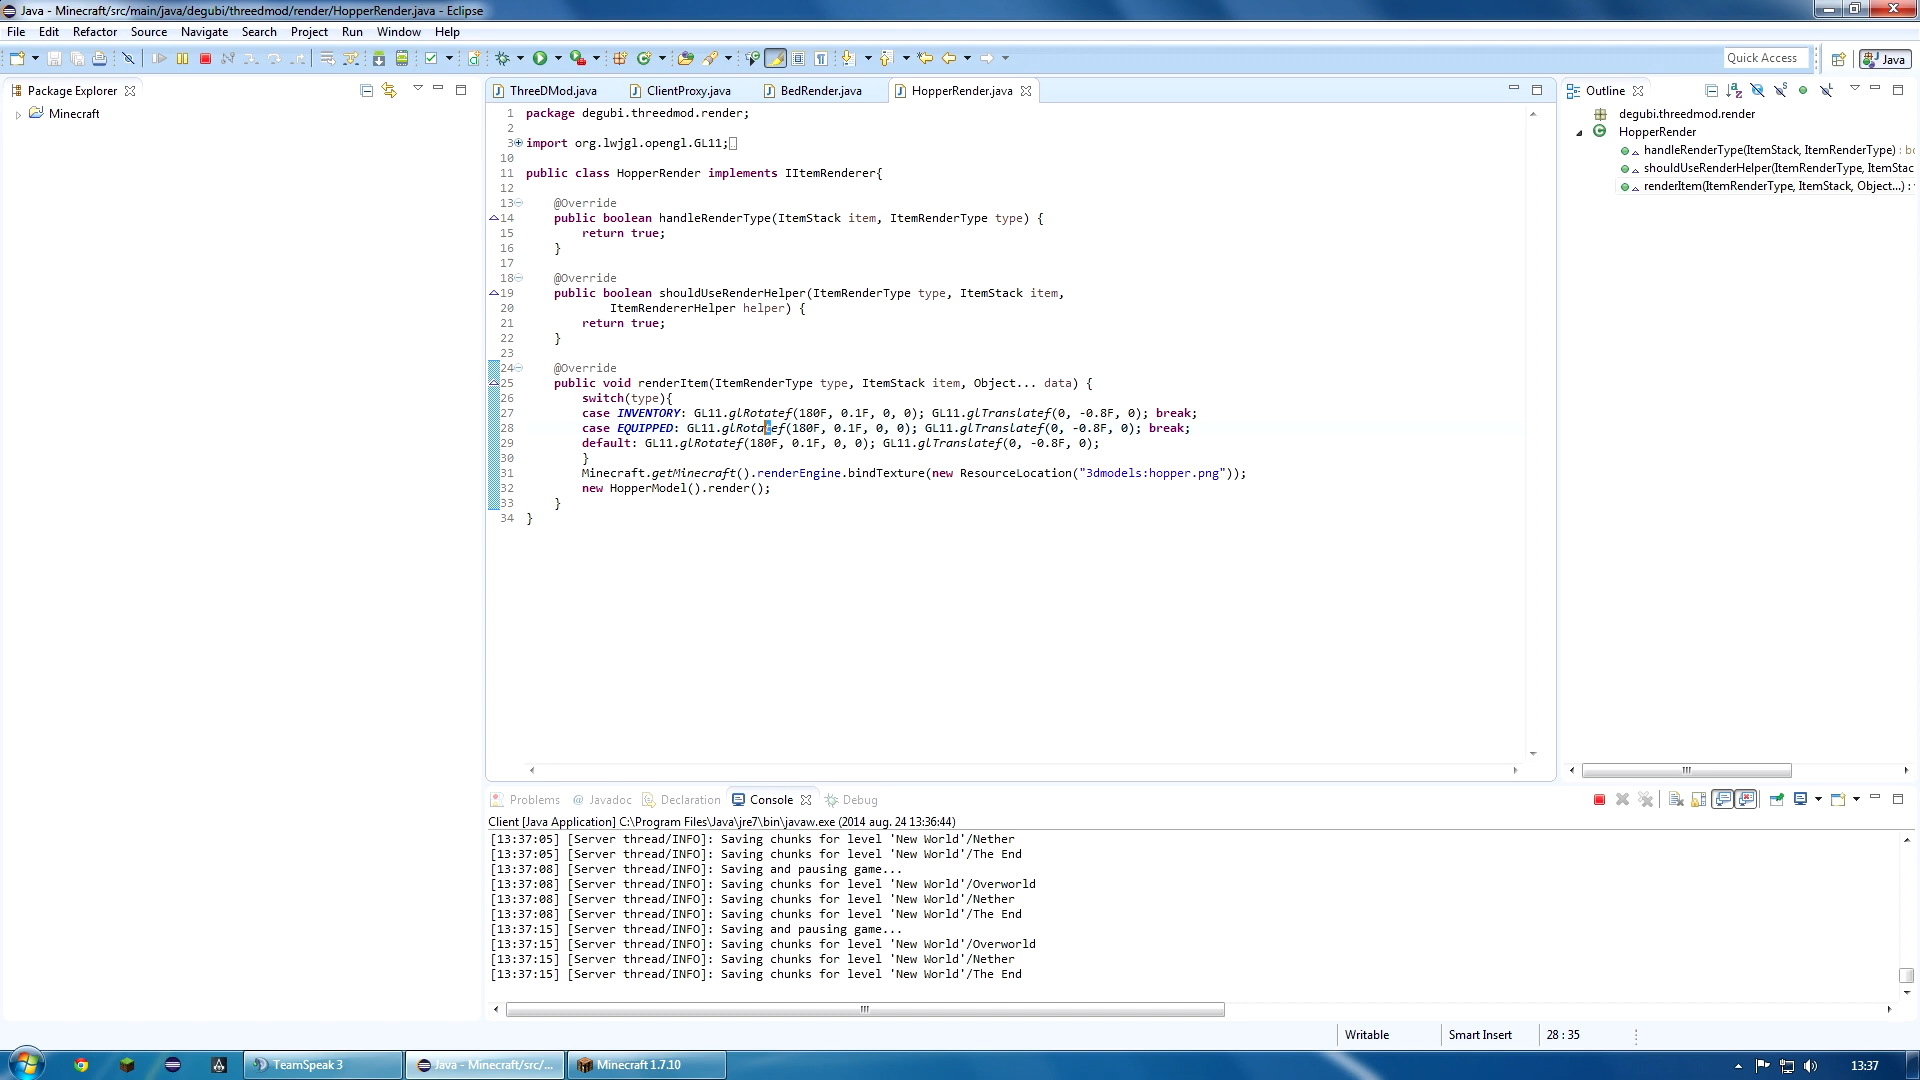 Java - Minecraft/src/main/java/degubi/threedmod/render/HopperRender.java - Eclipse
File Edit Refactor Source Navigate Search Project Run Window Help
Quick Access
Java
Package Explorer
Minecraft
ThreeDMod.java ClientProxy.java BedRender.java HopperRender.java
1 package degubi.threedmod.render;
2
3 import org.lwjgl.opengl.GL11;
10
11 public class HopperRender implements IItemRenderer{
12
13 @Override
14 public boolean handleRenderType(ItemStack item, ItemRenderType type) {
15 return true;
16 }
17
18 @Override
19 public boolean shouldUseRenderHelper(ItemRenderType type, ItemStack item,
20 ItemRendererHelper helper) {
21 return true;
22 }
23
24 @Override
25 public void renderItem(ItemRenderType type, ItemStack item, Object... data) {
26 switch(type){
27 case INVENTORY: GL11.glRotatef(180F, 0.1F, 0, 0); GL11.glTranslatef(0, -0.8F, 0); break;
28 case EQUIPPED: GL11.glRotatef(180F, 0.1F, 0, 0); GL11.glTranslatef(0, -0.8F, 0); break;
29 default: GL11.glRotatef(180F, 0.1F, 0, 0); GL11.glTranslatef(0, -0.8F, 0);
30 }
31 Minecraft.getMinecraft().renderEngine.bindTexture(new ResourceLocation("3dmodels:hopper.png"));
32 new HopperModel().render();
33 }
34 }
Outline
degubi.threedmod.render
HopperRender
handleRenderType(ItemStack, ItemRenderType) : bo
shouldUseRenderHelper(ItemRenderType, ItemStac
renderItem(ItemRenderType, ItemStack, Object...) :
Problems @ Javadoc Declaration Console Debug
Client [Java Application] C:\Program Files\Java\jre7\bin\javaw.exe (2014 aug. 24 13:36:44)
[13:37:05] [Server thread/INFO]: Saving chunks for level 'New World'/Nether
[13:37:05] [Server thread/INFO]: Saving chunks for level 'New World'/The End
[13:37:08] [Server thread/INFO]: Saving and pausing game...
[13:37:08] [Server thread/INFO]: Saving chunks for level 'New World'/Overworld
[13:37:08] [Server thread/INFO]: Saving chunks for level 'New World'/Nether
[13:37:08] [Server thread/INFO]: Saving chunks for level 'New World'/The End
[13:37:15] [Server thread/INFO]: Saving and pausing game...
[13:37:15] [Server thread/INFO]: Saving chunks for level 'New World'/Overworld
[13:37:15] [Server thread/INFO]: Saving chunks for level 'New World'/Nether
[13:37:15] [Server thread/INFO]: Saving chunks for level 'New World'/The End
Writable Smart Insert 28 : 35
TeamSpeak 3 Java - Minecraft/src/... Minecraft 1.7.10 13:37